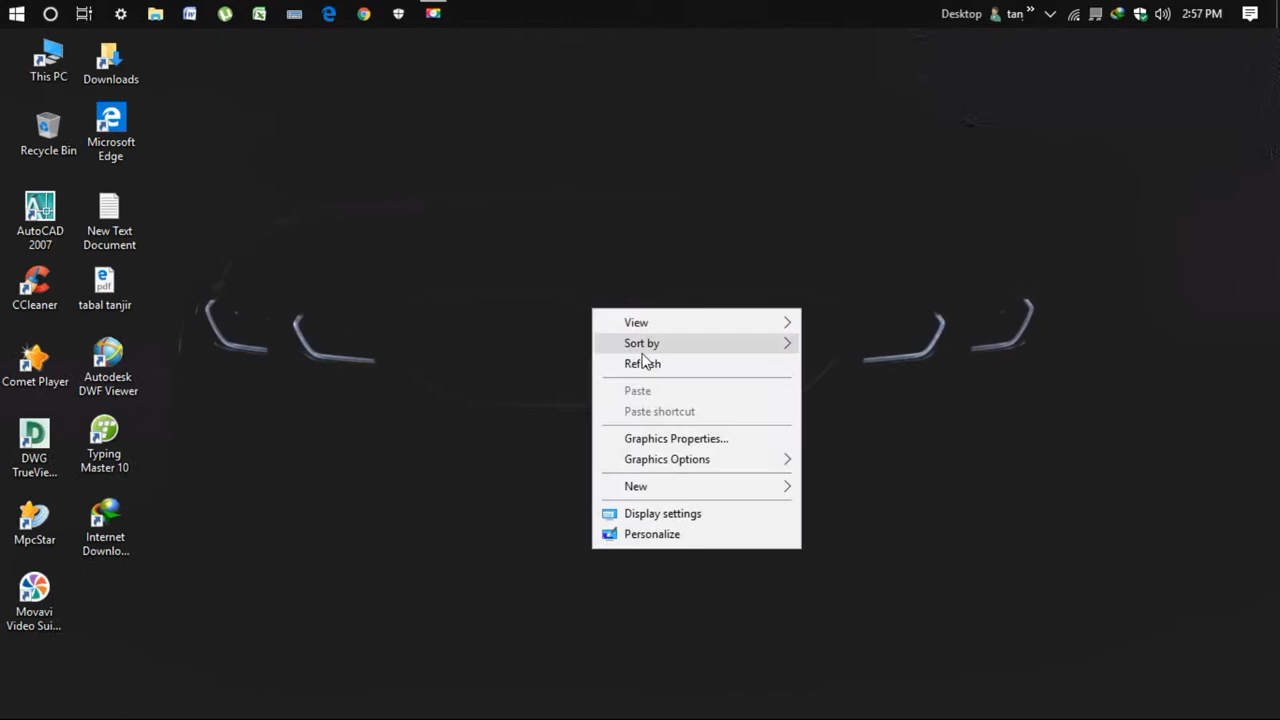 Desktop
tan
2:57 PM
This PC
Downloads
Recycle Bin
Microsoft
Edge
AutoCAD
2007
New Text
Document
CCleaner
pdf
tabal tanjir
Comet Player
Autodesk
DWF Viewer
DWG
TrueVie...
Typing
Master 10
MpcStar
Internet
Downlo...
Movavi
Video Sui...
View
Sort by
Refresh
Paste
Paste shortcut
Graphics Properties...
Graphics Options
New
Display settings
Personalize